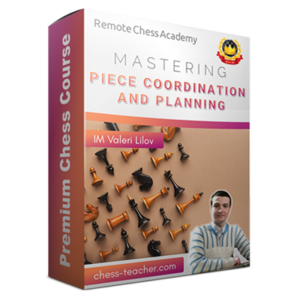 Remote Chess Academy
MASTERING
PIECE COORDINATION
AND PLANNING
IM Valeri Lilov
chess-teacher.com
Premium Chess Course